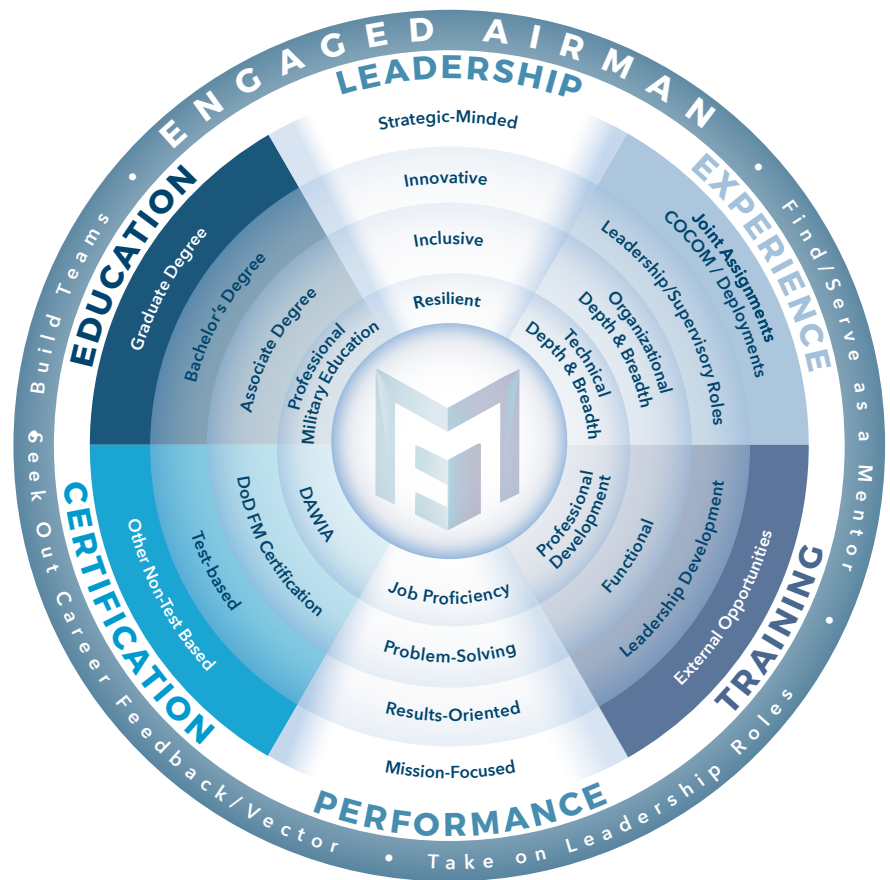 ENGAGED AIRMAN
• Find/Serve as a Mentor
• Take on Leadership Roles
• Seek Out Career Feedback/Vector
• Build Teams
LEADERSHIP
Strategic-Minded
Innovative
Inclusive
Resilient
EXPERIENCE
Joint Assignments
COCOM / Deployments
Leadership/Supervisory Roles
Organizational
Depth & Breadth
Technical
Depth & Breadth
TRAINING
External Opportunities
Leadership Development
Functional
Professional
Development
PERFORMANCE
Job Proficiency
Problem-Solving
Results-Oriented
Mission-Focused
CERTIFICATION
Other Non-Test Based
Test-based
DoD FM Certification
DAWIA
EDUCATION
Graduate Degree
Bachelor's Degree
Associate Degree
Professional
Military Education